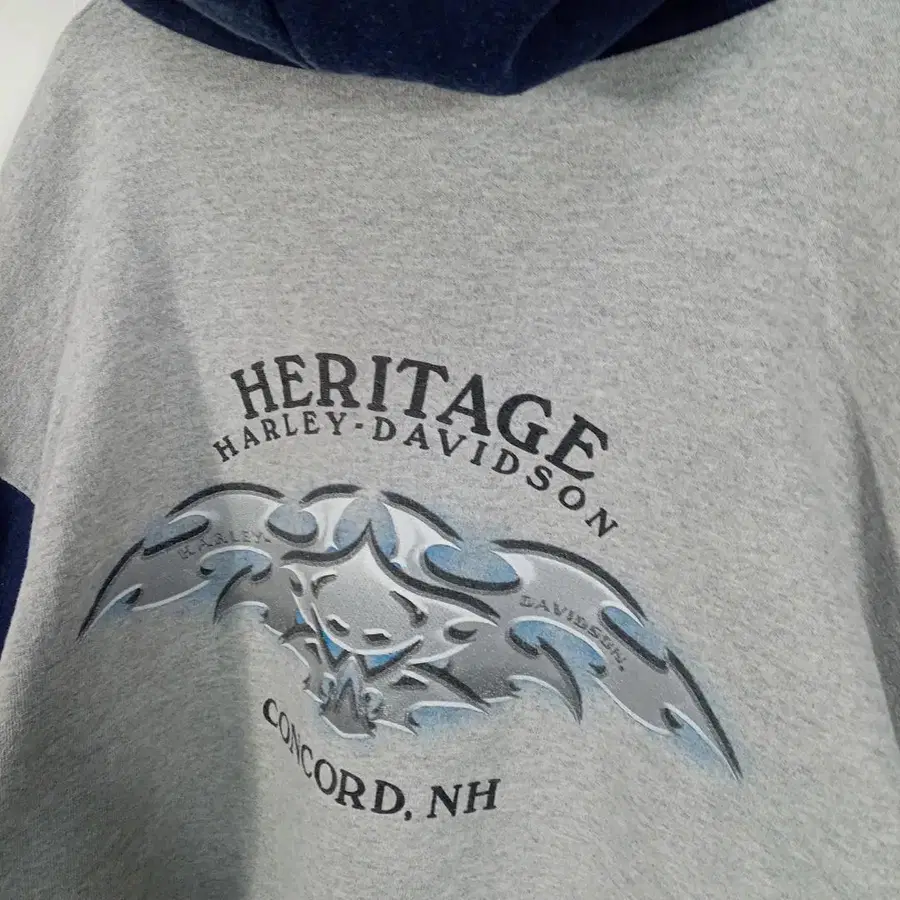 HERITAGE
HARLEY-DAVIDSON
HARLEY-
DAVIDSON.
CONCORD, NH